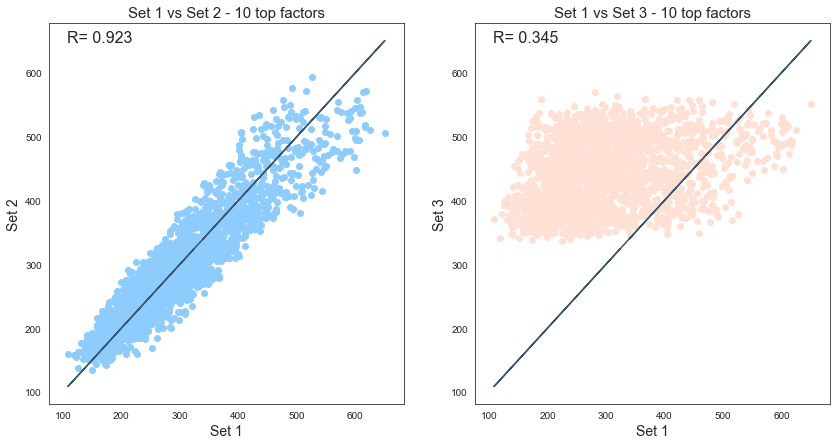 Set 1 vs Set 2 - 10 top factors
R= 0.923
600
500
400
300
200
100
Set 2
100 200 300 400 500 600
Set 1
Set 1 vs Set 3 - 10 top factors
R= 0.345
600
500
400
300
200
100
Set 3
100 200 300 400 500 600
Set 1